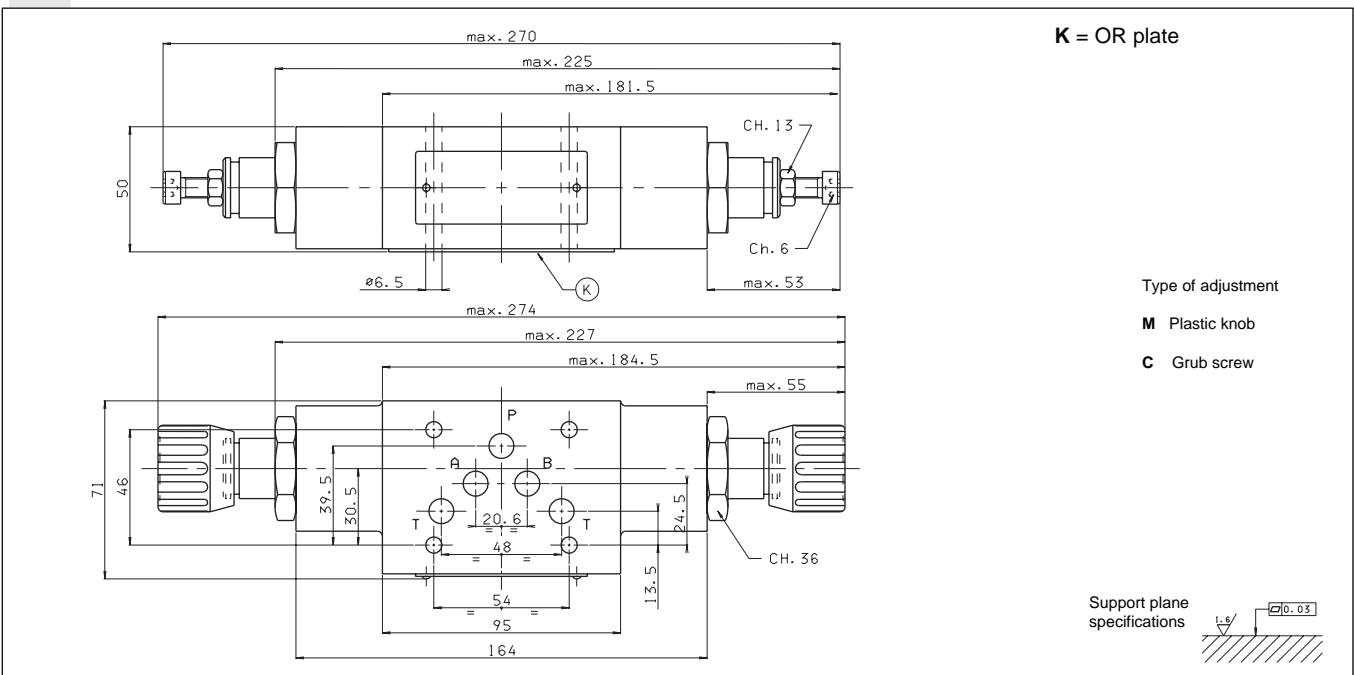 max. 270
max. 225
max. 181.5
K = OR plate
CH. 13
50
Ch. 6
ø6.5
K
max. 53
max. 274
max. 227
max. 184.5
max. 55
Type of adjustment
M Plastic knob
C Grub screw
71
46
39.5
30.5
P
A
B
T
T
20.6
= =
48
= =
54
= =
95
164
24.5
13.5
CH. 36
Support plane
specifications
1.6
0.03